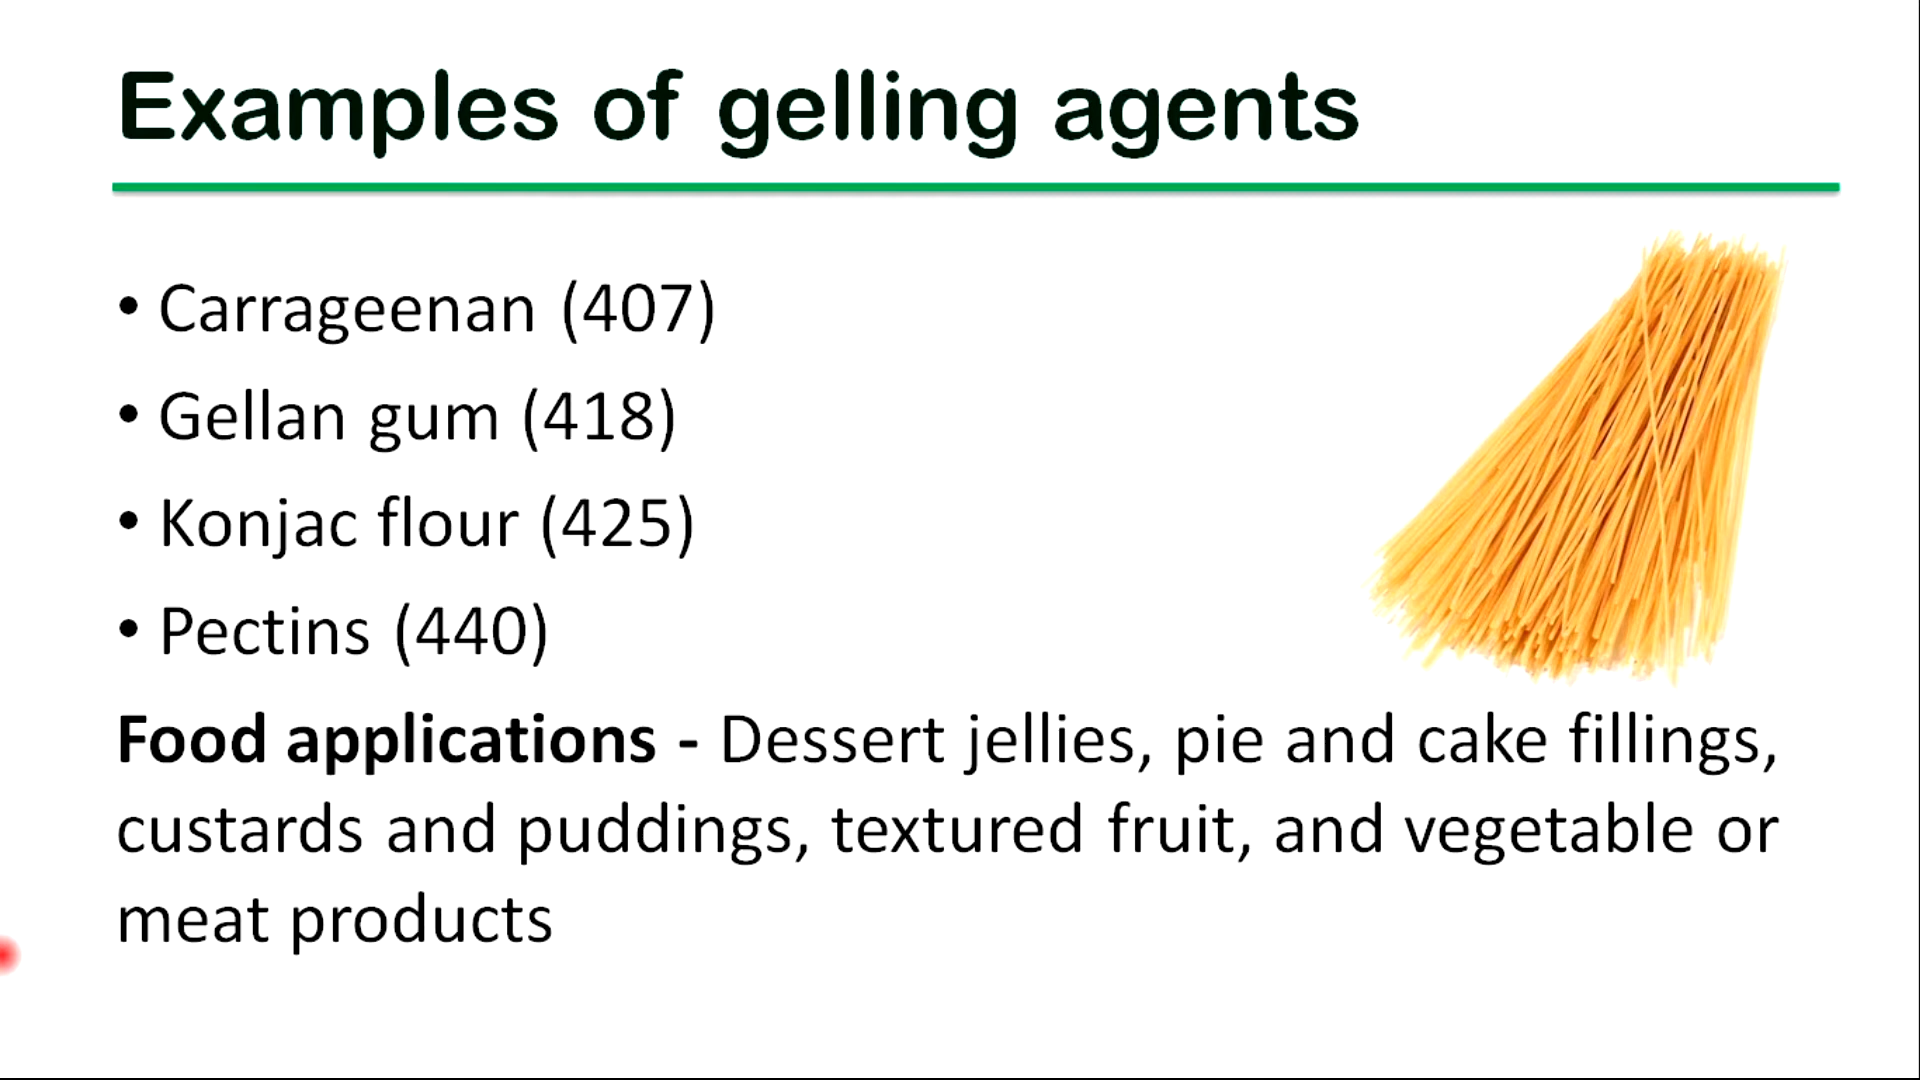 Examples of gelling agents
• Carrageenan (407)
• Gellan gum (418)
• Konjac flour (425)
• Pectins (440)
Food applications - Dessert jellies, pie and cake fillings,
custards and puddings, textured fruit, and vegetable or
meat products